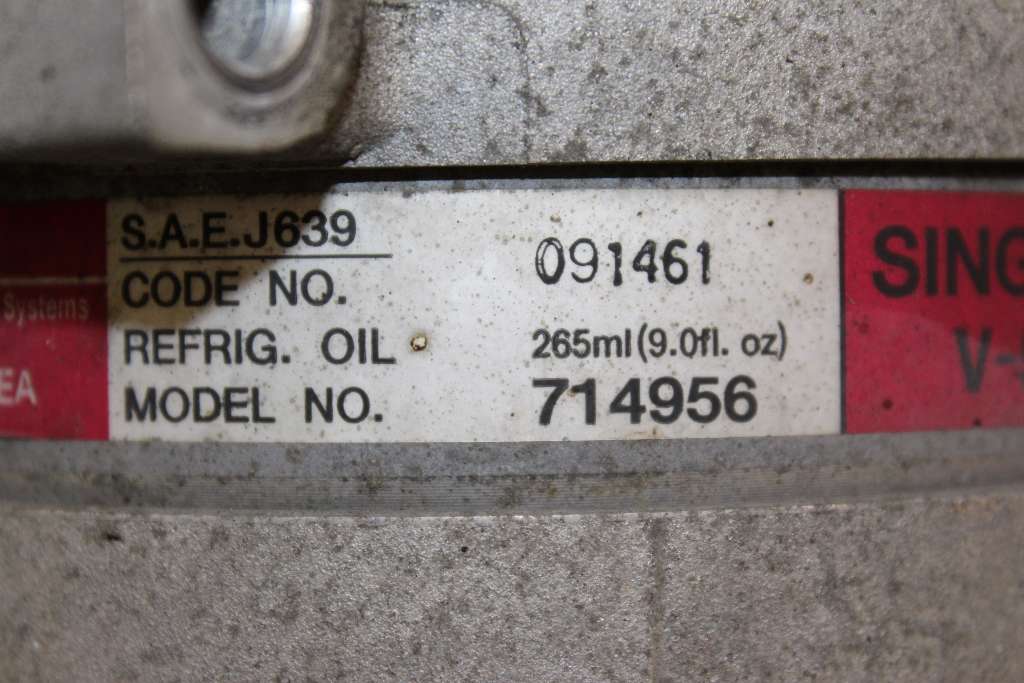 Systems
EA
S.A.E.J639
CODE NO. 091461
REFRIG. OIL 265ml (9.0fl. oz)
MODEL NO. 714956
SING
V-